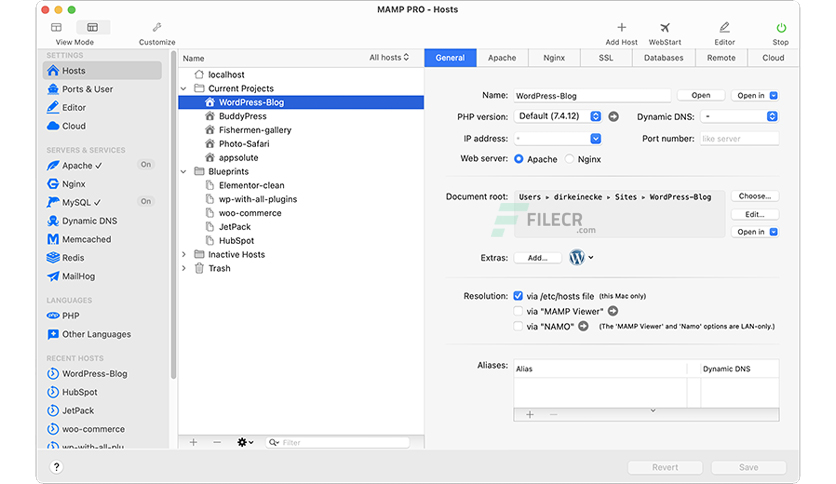 MAMP PRO - Hosts
View Mode
Customize
Add Host
WebStart
Editor
Stop
SETTINGS
Hosts
Ports & User
Editor
Cloud
SERVERS & SERVICES
Apache ✓ On
Nginx
MySQL ✓ On
Dynamic DNS
Memcached
Redis
MailHog
LANGUAGES
PHP
Other Languages
RECENT HOSTS
WordPress-Blog
HubSpot
JetPack
woo-commerce
Name All hosts
localhost
Current Projects
WordPress-Blog
BuddyPress
Fishermen-gallery
Photo-Safari
appsolute
Blueprints
Elementor-clean
wp-with-all-plugins
woo-commerce
JetPack
HubSpot
Inactive Hosts
Trash
Filter
General Apache Nginx SSL Databases Remote Cloud
Name: WordPress-Blog Open Open in
PHP version: Default (7.4.12) Dynamic DNS: -
IP address: * Port number: like server
Web server: Apache Nginx
Document root: Users ▸ dirkeinecke ▸ Sites ▸ WordPress-Blog Choose...
Edit...
Open in
FILECR
.com
Extras: Add...
Resolution: via /etc/hosts file (this Mac only)
via "MAMP Viewer"
via "NAMO" (The 'MAMP Viewer' and 'Namo' options are LAN-only.)
Aliases: Alias Dynamic DNS
?
Revert Save